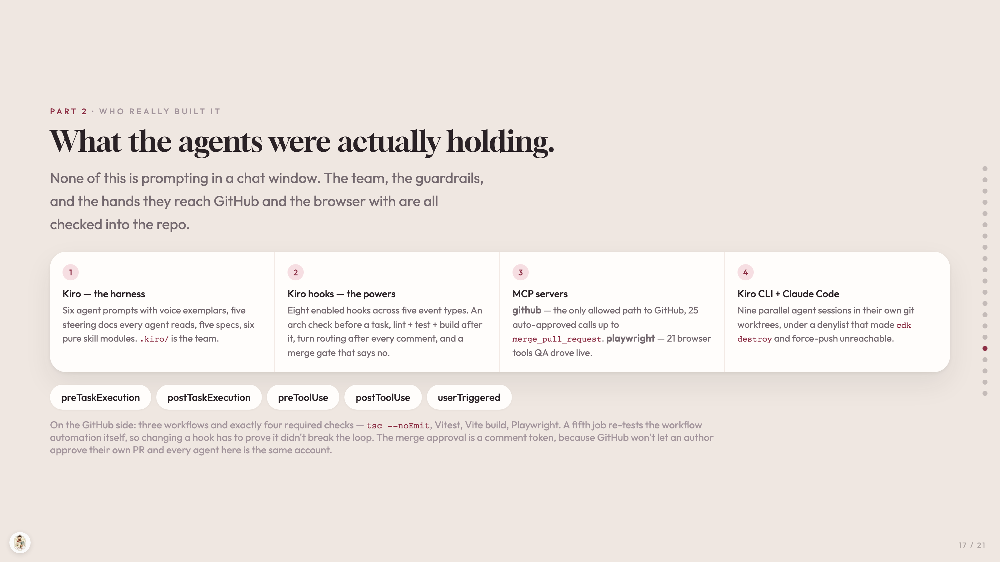 PART 2 · WHO REALLY BUILT IT
What the agents were actually holding.
None of this is prompting in a chat window. The team, the guardrails,
and the hands they reach GitHub and the browser with are all
checked into the repo.
1
Kiro — the harness
Six agent prompts with voice exemplars, five
steering docs every agent reads, five specs, six
pure skill modules. .kiro/ is the team.
2
Kiro hooks — the powers
Eight enabled hooks across five event types. An
arch check before a task, lint + test + build after
it, turn routing after every comment, and a
merge gate that says no.
3
MCP servers
github — the only allowed path to GitHub, 25
auto-approved calls up to
merge_pull_request. playwright — 21 browser
tools QA drove live.
4
Kiro CLI + Claude Code
Nine parallel agent sessions in their own git
worktrees, under a denylist that made cdk
destroy and force-push unreachable.
preTaskExecution
postTaskExecution
preToolUse
postToolUse
userTriggered
On the GitHub side: three workflows and exactly four required checks — tsc --noEmit, Vitest, Vite build, Playwright. A fifth job re-tests the workflow
automation itself, so changing a hook has to prove it didn't break the loop. The merge approval is a comment token, because GitHub won't let an author
approve their own PR and every agent here is the same account.
17 / 21